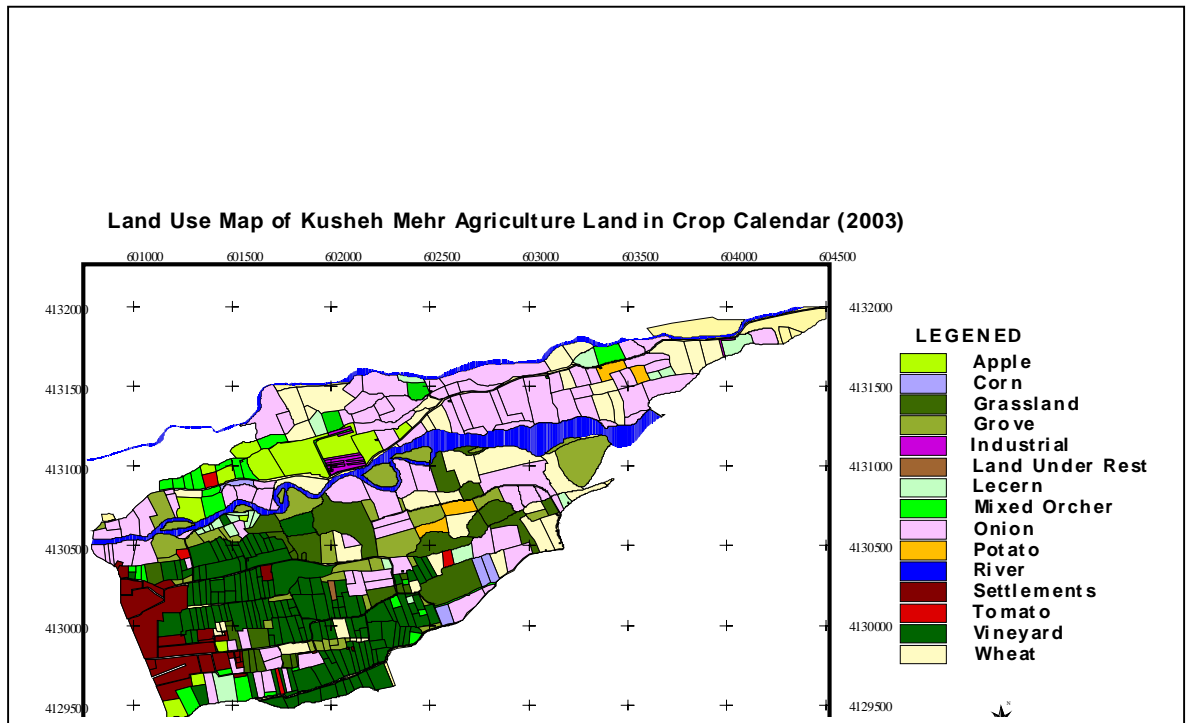 Land Use Map of Kusheh Mehr Agriculture Land in Crop Calendar (2003)
601000 601500 602000 602500 603000 603500 604000 604500
4132000 4132000
LEGENED
Apple
4131500 Corn 4131500
Grassland
Grove
Industrial
4131000 Land Under Rest 4131000
Lecern
Mixed Orcher
Onion
4130500 Potato 4130500
River
Settlements
Tomato
4130000 Vineyard 4130000
Wheat
4129500 4129500
N